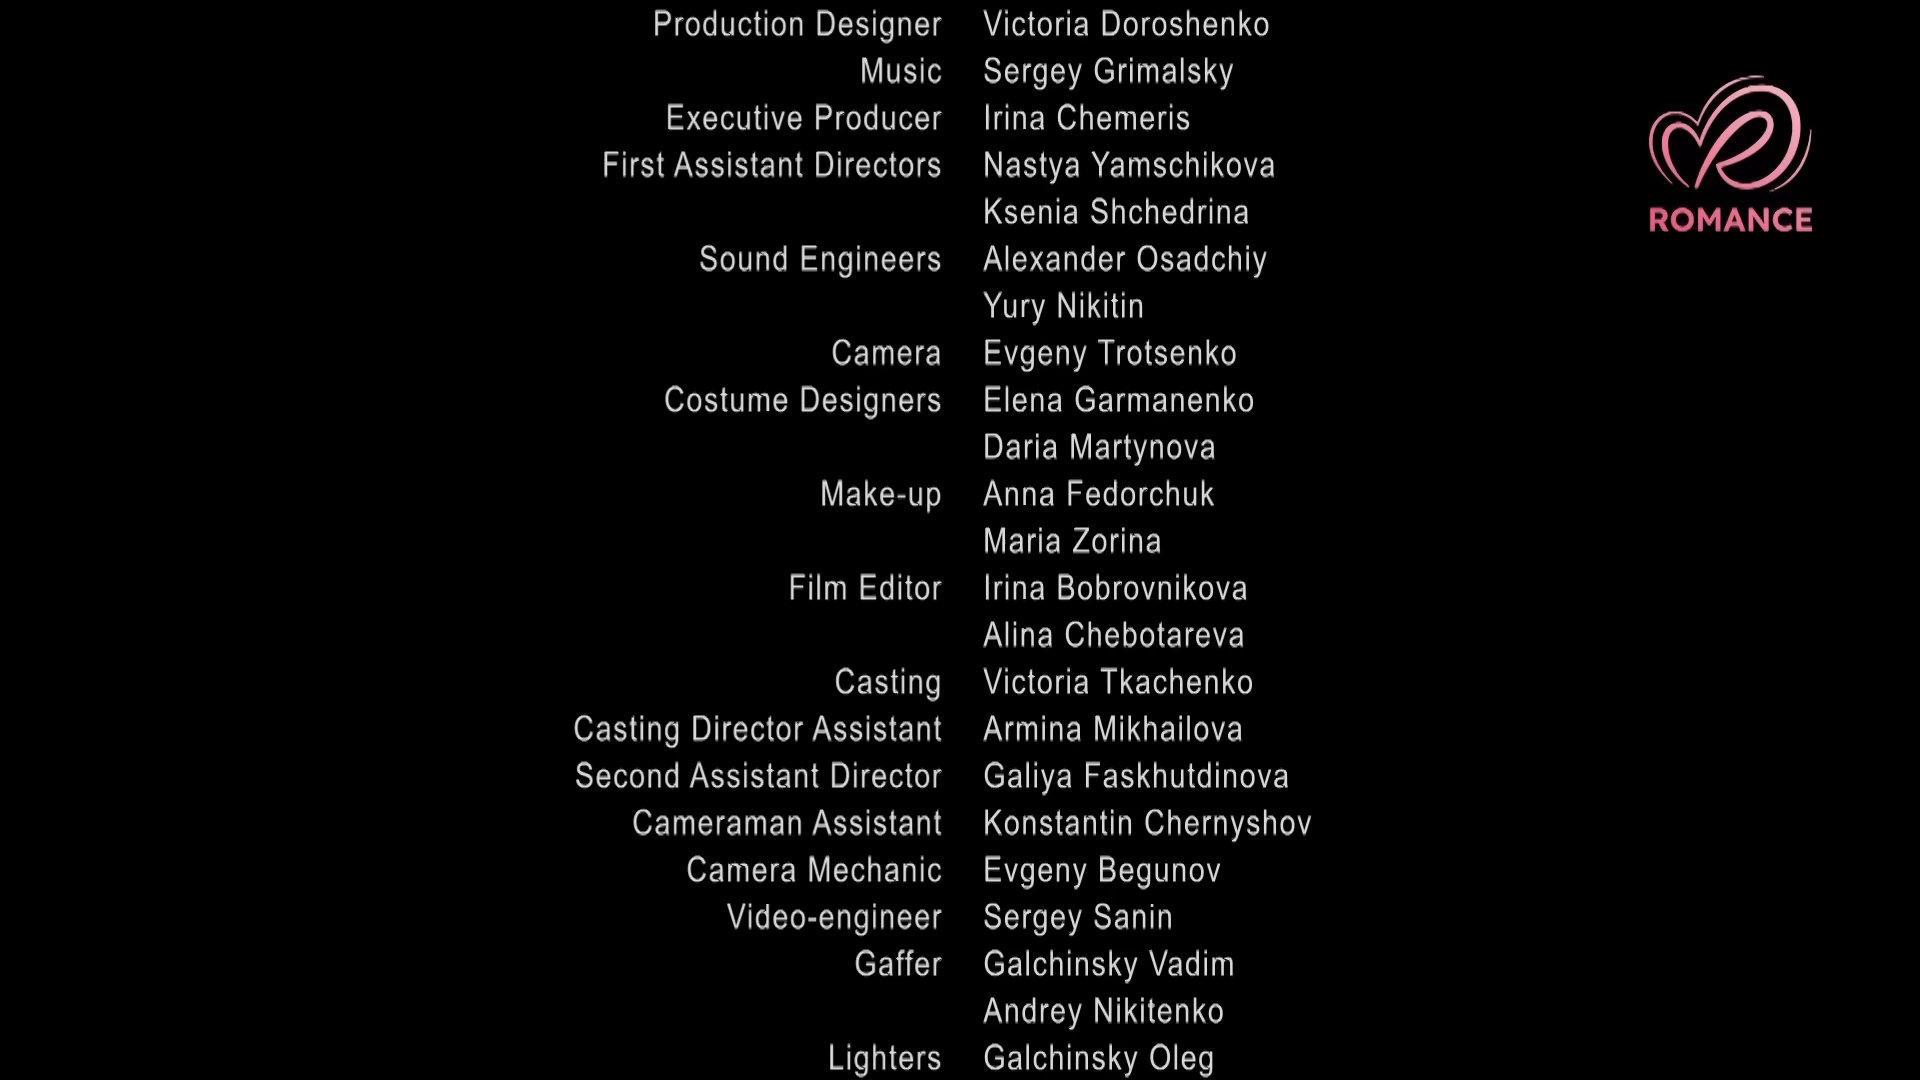 Production Designer Victoria Doroshenko
Music Sergey Grimalsky
Executive Producer Irina Chemeris
First Assistant Directors Nastya Yamschikova
Ksenia Shchedrina
Sound Engineers Alexander Osadchiy
Yury Nikitin
Camera Evgeny Trotsenko
Costume Designers Elena Garmanenko
Daria Martynova
Make-up Anna Fedorchuk
Maria Zorina
Film Editor Irina Bobrovnikova
Alina Chebotareva
Casting Victoria Tkachenko
Casting Director Assistant Armina Mikhailova
Second Assistant Director Galiya Faskhutdinova
Cameraman Assistant Konstantin Chernyshov
Camera Mechanic Evgeny Begunov
Video-engineer Sergey Sanin
Gaffer Galchinsky Vadim
Andrey Nikitenko
Lighters Galchinsky Oleg
ROMANCE